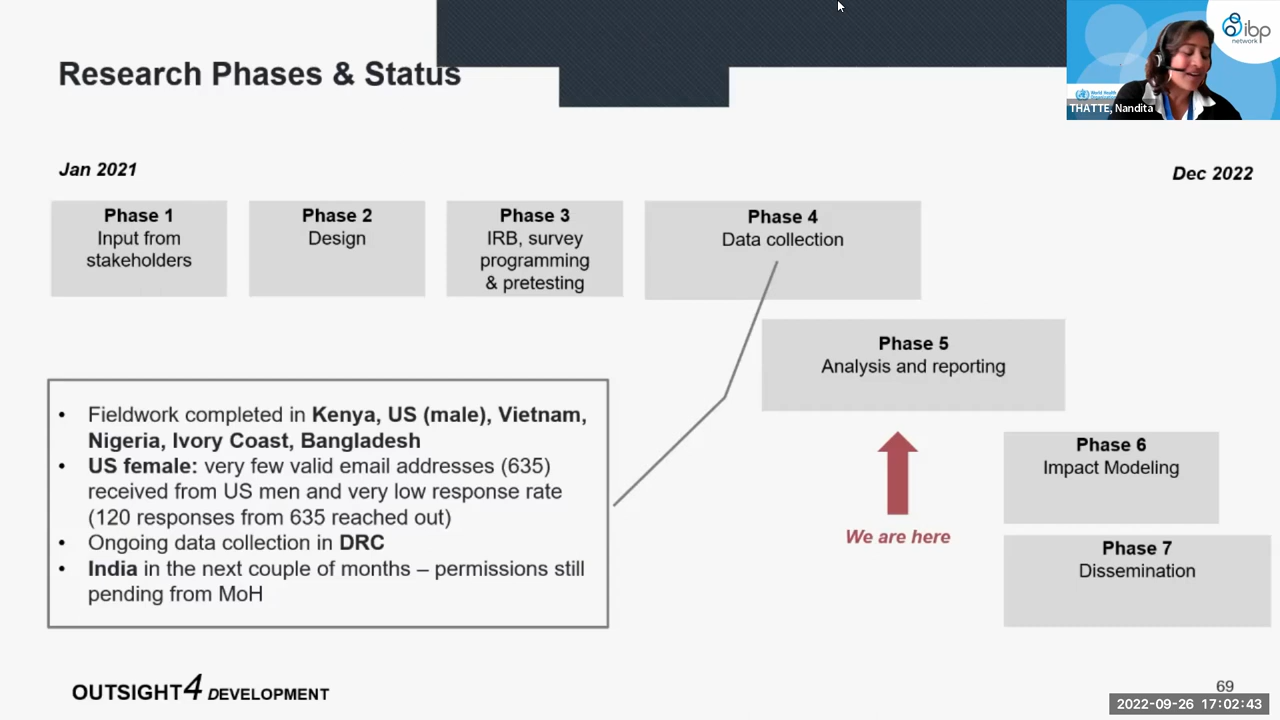 Research Phases & Status
ibp
network
World Health
THATTE, Nandita
Jan 2021
Dec 2022
Phase 1
Input from
stakeholders
Phase 2
Design
Phase 3
IRB, survey
programming
& pretesting
Phase 4
Data collection
Phase 5
Analysis and reporting
• Fieldwork completed in Kenya, US (male), Vietnam,
Nigeria, Ivory Coast, Bangladesh
• US female: very few valid email addresses (635)
received from US men and very low response rate
(120 responses from 635 reached out)
• Ongoing data collection in DRC
• India in the next couple of months – permissions still
pending from MoH
We are here
Phase 6
Impact Modeling
Phase 7
Dissemination
OUTSIGHT4 DEVELOPMENT
69
2022-09-26 17:02:43